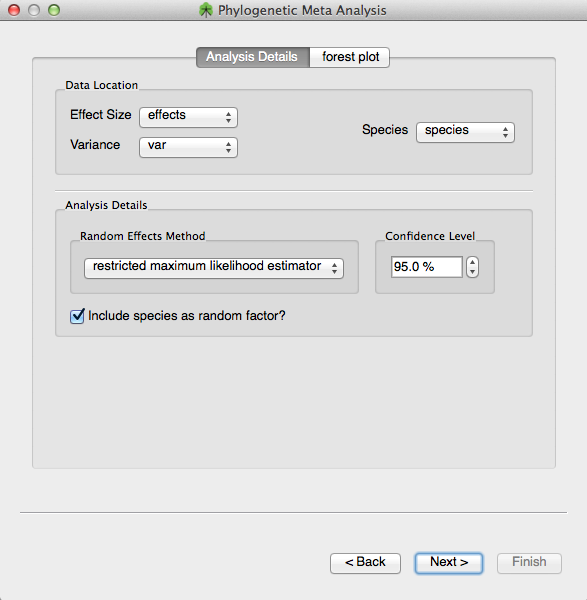 Phylogenetic Meta Analysis
Analysis Details forest plot
Data Location
Effect Size effects
Species species
Variance var
Analysis Details
Random Effects Method Confidence Level
restricted maximum likelihood estimator 95.0 %
Include species as random factor?
< Back Next > Finish